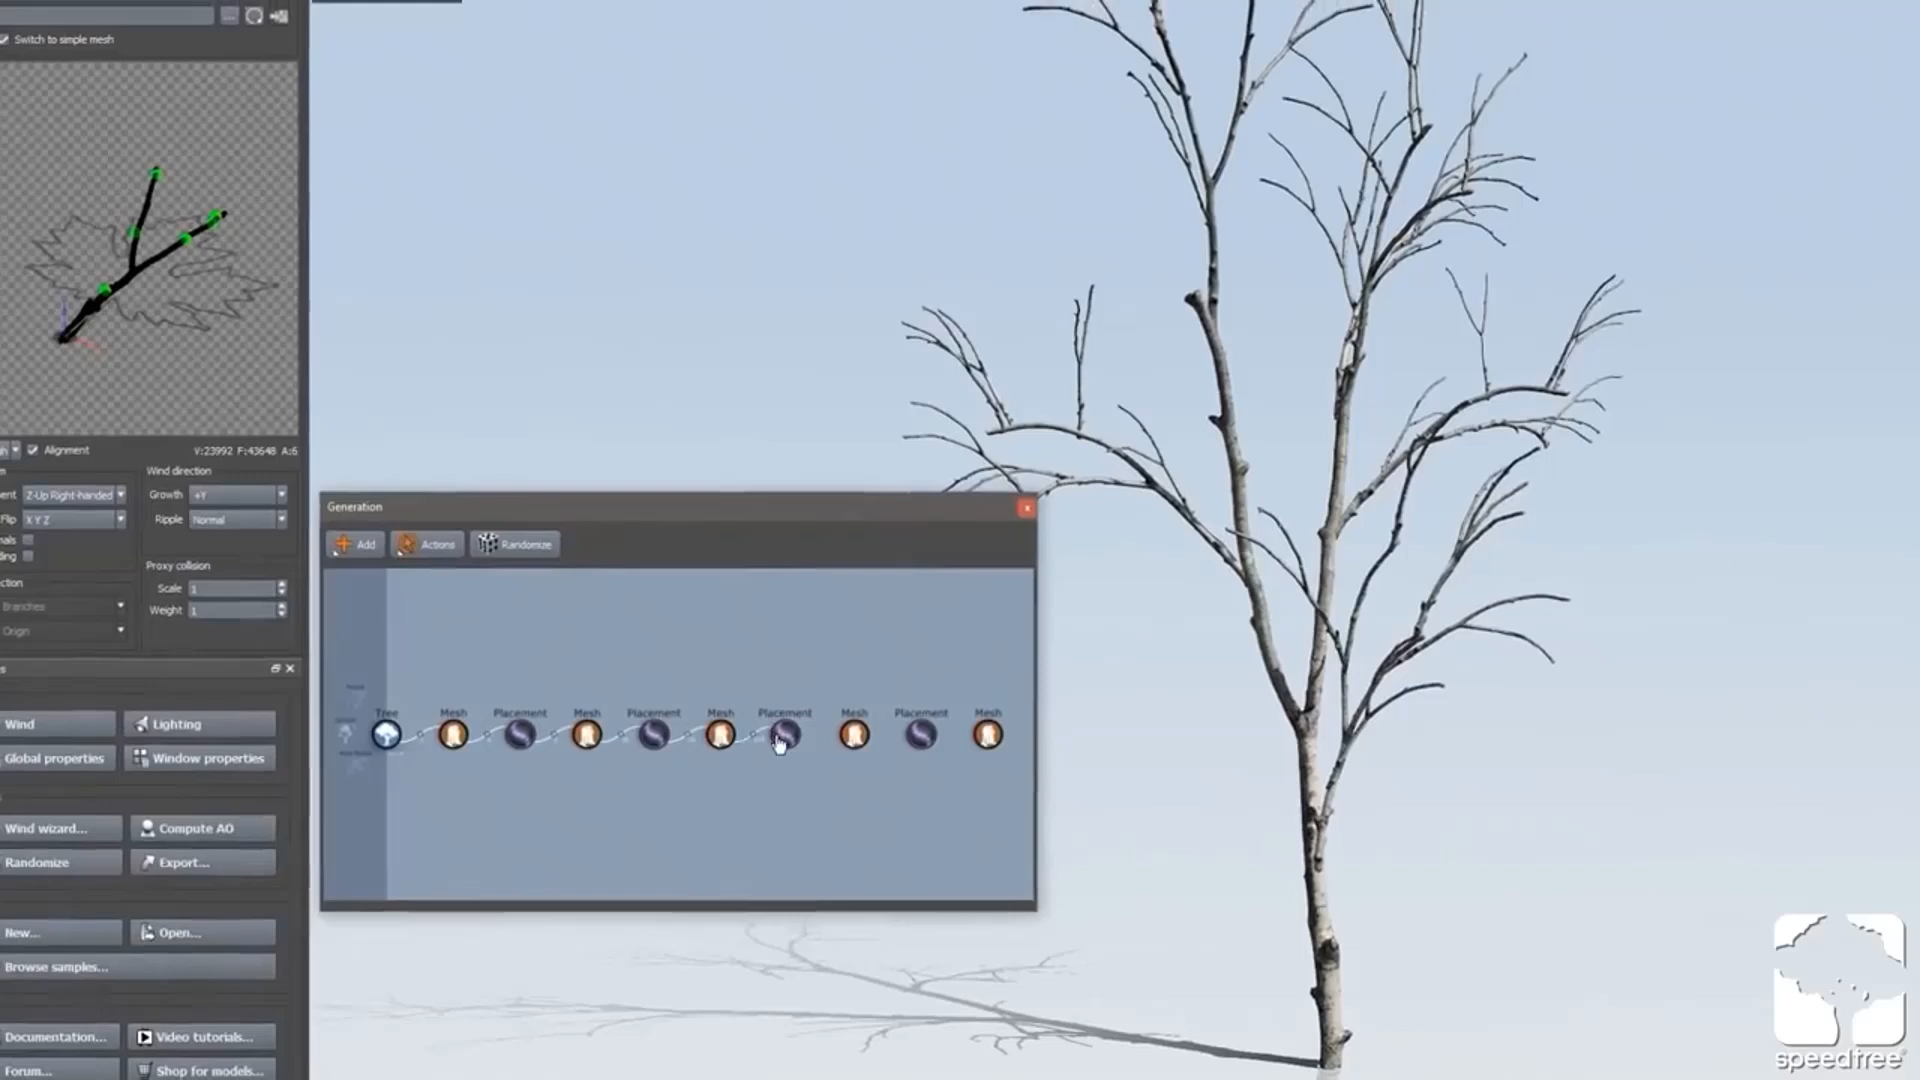 Switch to simple mesh
Alignment
V:23992 F:43648 A:6
Wind direction
Z-Up Right-handed
Growth +Y
Flip X Y Z
Ripple Normal
Proxy collision
Scale 1
Branches
Weight 1
Origin
Wind
Lighting
Global properties
Window properties
Wind wizard...
Compute AO
Randomize
Export...
New...
Open...
Browse samples...
Documentation...
Video tutorials...
Forum...
Shop for models...
Generation
Add Actions Randomize
Tree Mesh Placement Mesh Placement Mesh Placement Mesh Placement Mesh
speedtree